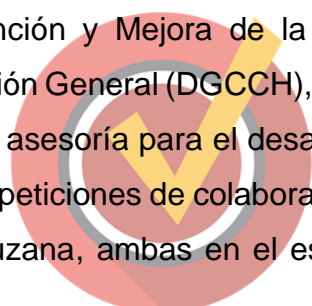 nción y Mejora de la
ión General (DGCCH),
asesoría para el desa
peticiones de colabora
uzana, ambas en el es